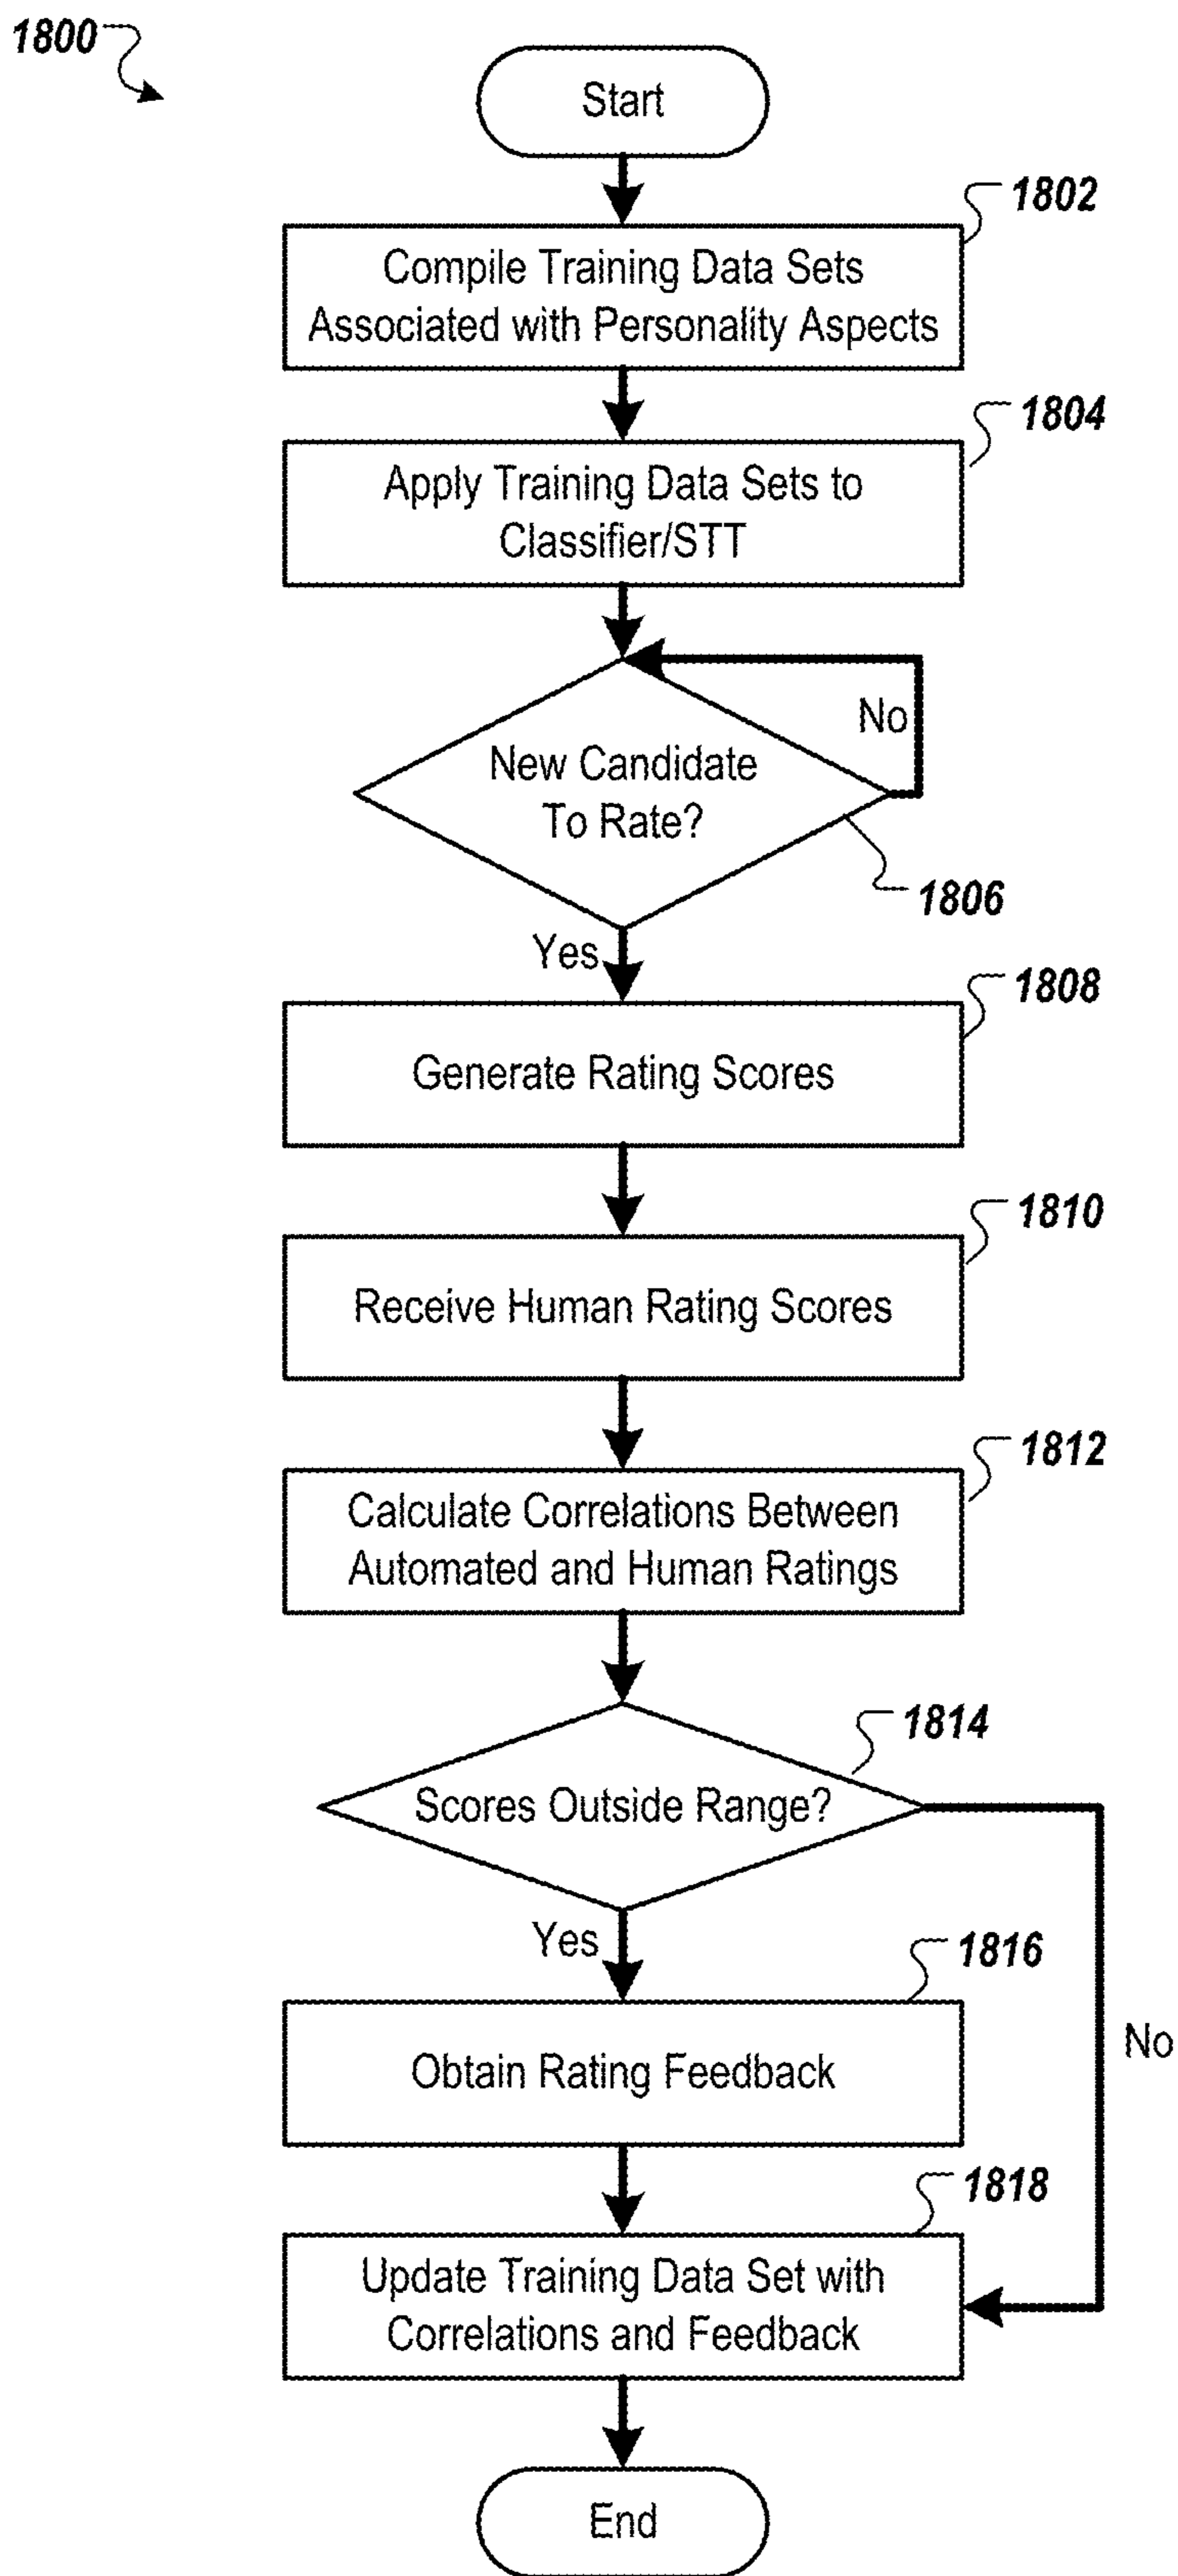 1800
Start
1802
Compile Training Data Sets
Associated with Personality Aspects
1804
Apply Training Data Sets to
Classifier/STT
No
New Candidate
To Rate?
1806
Yes
1808
Generate Rating Scores
1810
Receive Human Rating Scores
1812
Calculate Correlations Between
Automated and Human Ratings
1814
Scores Outside Range?
Yes
1816
No
Obtain Rating Feedback
1818
Update Training Data Set with
Correlations and Feedback
End